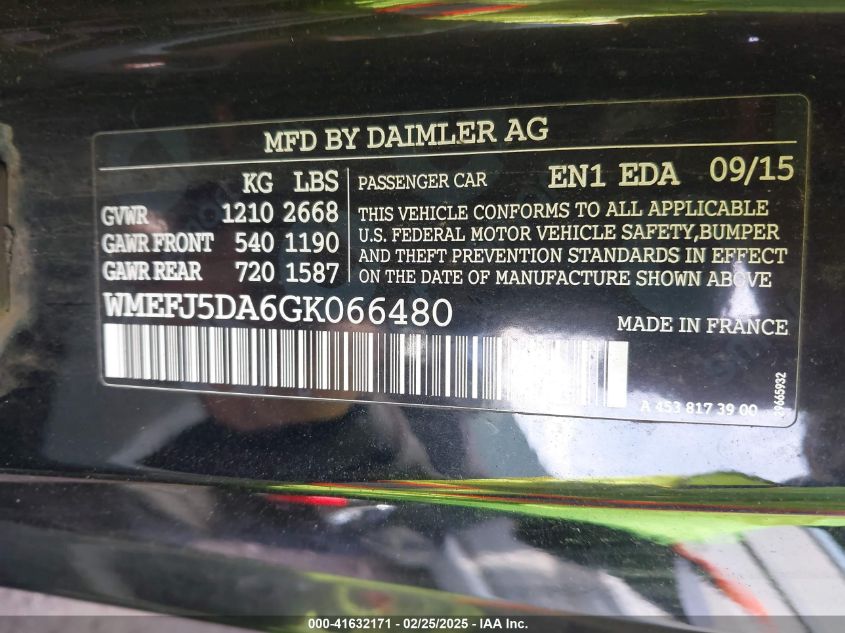 MFD BY DAIMLER AG
KG LBS
GVWR 1210 2668
GAWR FRONT 540 1190
GAWR REAR 720 1587
PASSENGER CAR EN1 EDA 09/15
THIS VEHICLE CONFORMS TO ALL APPLICABLE
U.S. FEDERAL MOTOR VEHICLE SAFETY,BUMPER
AND THEFT PREVENTION STANDARDS IN EFFECT
ON THE DATE OF MANUFACTURE SHOWN ABOVE
WMEFJ5DA6GK066480
MADE IN FRANCE
A 453 817 39 00
29665932
000-41632171 - 02/25/2025 - IAA Inc.